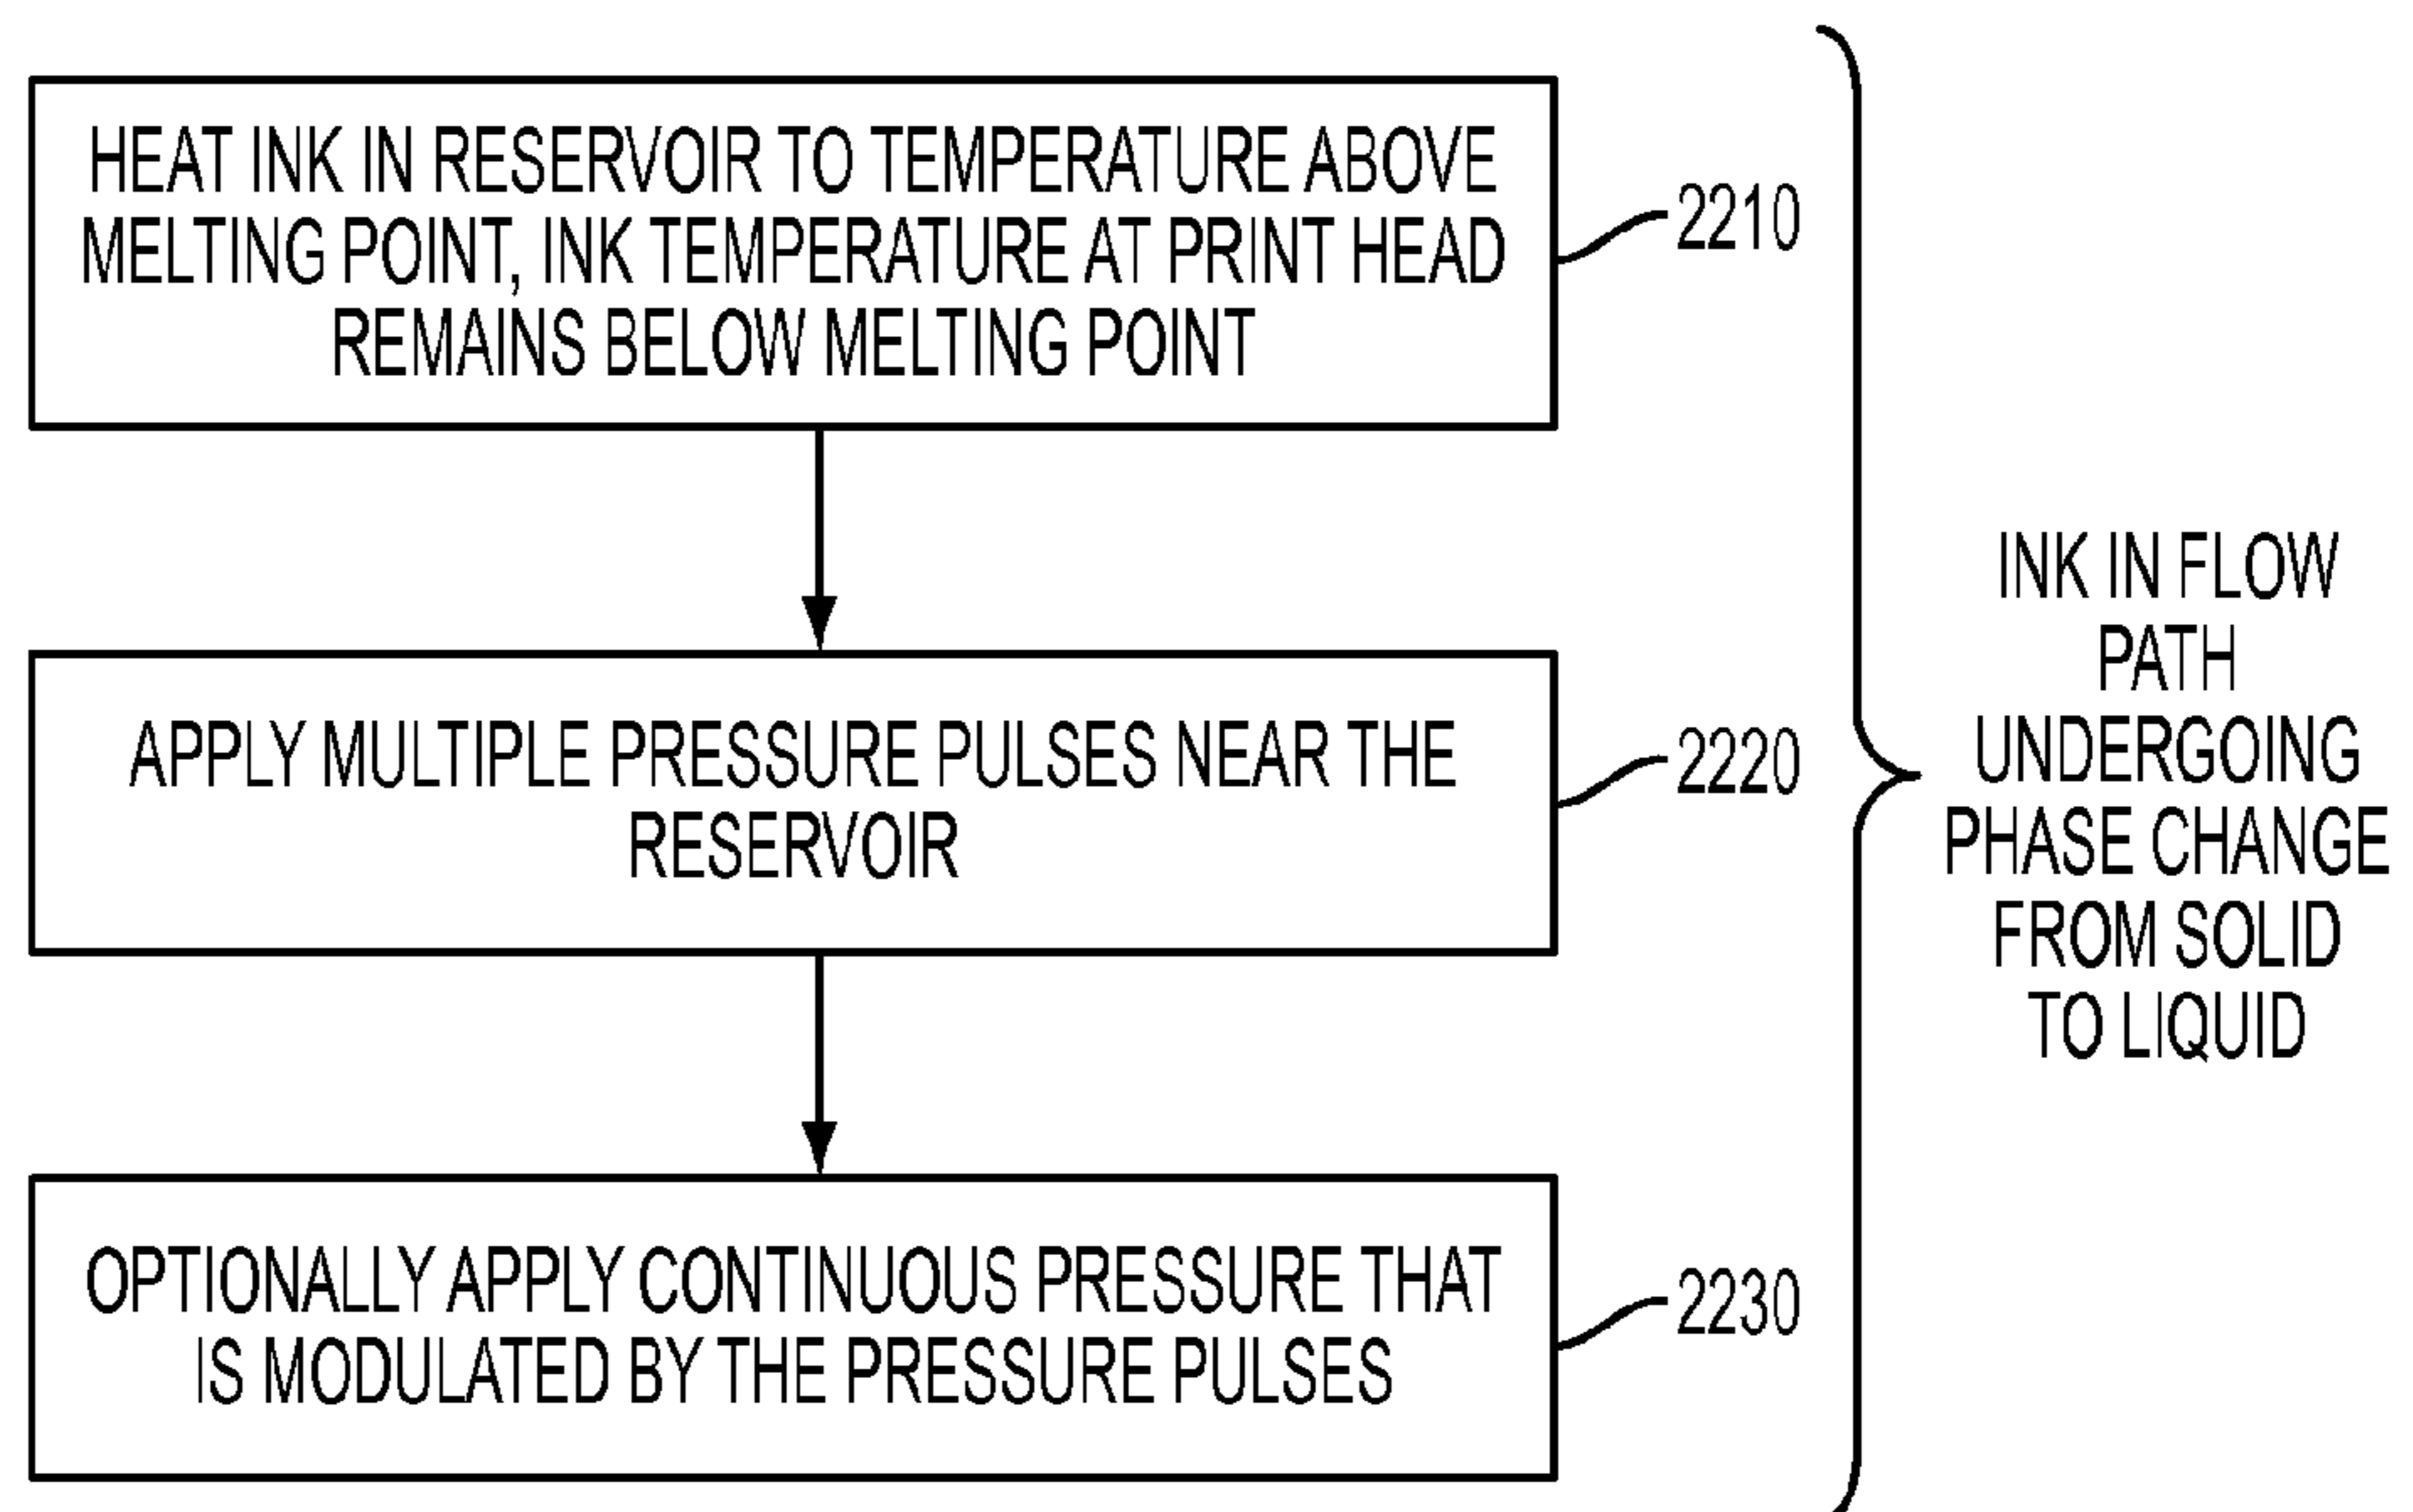 HEAT INK IN RESERVOIR TO TEMPERATURE ABOVE
MELTING POINT, INK TEMPERATURE AT PRINT HEAD
REMAINS BELOW MELTING POINT
2210
APPLY MULTIPLE PRESSURE PULSES NEAR THE
RESERVOIR
2220
OPTIONALLY APPLY CONTINUOUS PRESSURE THAT
IS MODULATED BY THE PRESSURE PULSES
2230
INK IN FLOW
PATH
UNDERGOING
PHASE CHANGE
FROM SOLID
TO LIQUID